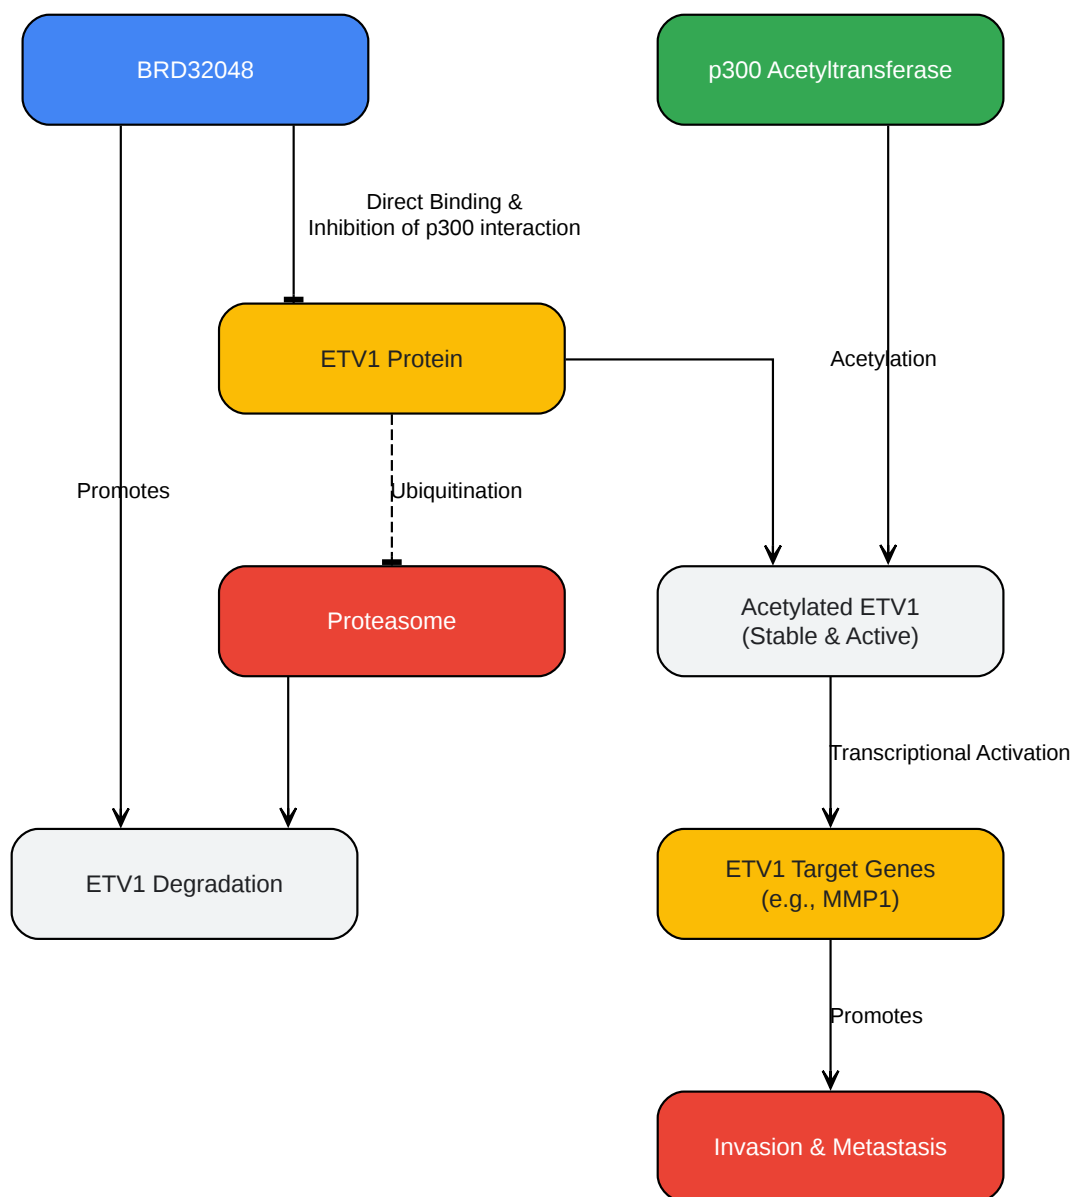 BRD32048
p300 Acetyltransferase
Direct Binding &
Inhibition of p300 interaction
ETV1 Protein
Acetylation
Promotes
Ubiquitination
Proteasome
Acetylated ETV1
(Stable & Active)
Transcriptional Activation
ETV1 Degradation
ETV1 Target Genes
(e.g., MMP1)
Promotes
Invasion & Metastasis